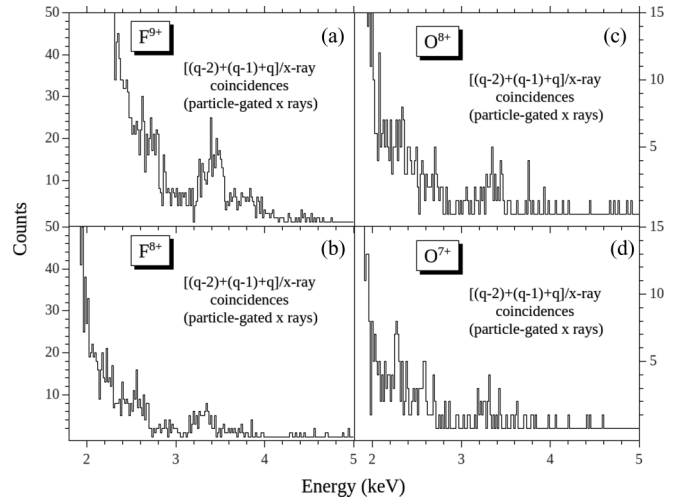 50
40
30
20
10
F9+
(a)
[(q-2)+(q-1)+q]/x-ray
coincidences
(particle-gated x rays)
O8+
(c)
[(q-2)+(q-1)+q]/x-ray
coincidences
(particle-gated x rays)
15
10
5
50
40
30
20
10
F8+
(b)
[(q-2)+(q-1)+q]/x-ray
coincidences
(particle-gated x rays)
O7+
(d)
[(q-2)+(q-1)+q]/x-ray
coincidences
(particle-gated x rays)
15
10
5
2 3 4 5 2 3 4 5
Counts
Energy (keV)